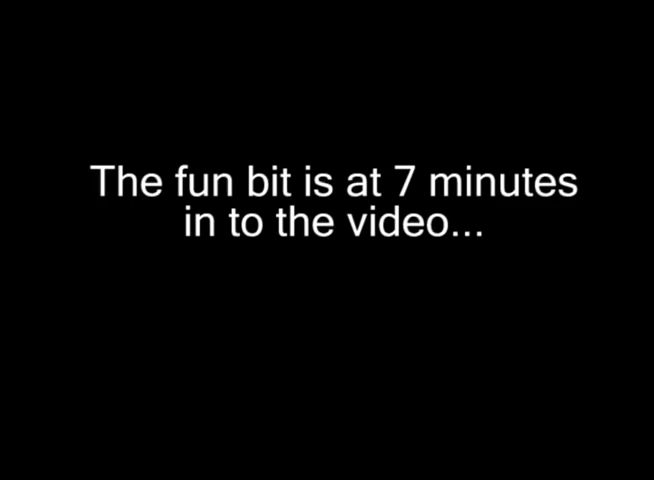 The fun bit is at 7 minutes
in to the video...